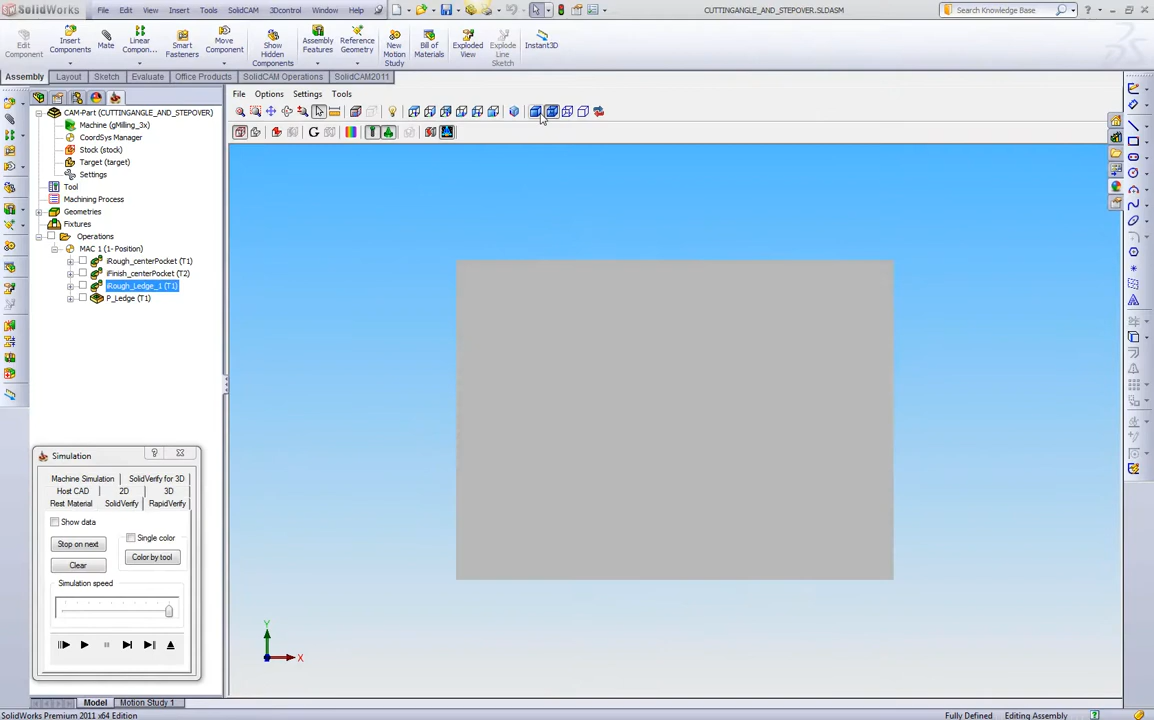 SolidWorks File Edit View Insert Tools SolidCAM 3Dcontrol Window Help CUTTINGANGLE_AND_STEPOVER.SLDASM Search Knowledge Base
Edit Component
Insert Components
Mate
Linear Compon...
Smart Fasteners
Move Component
Show Hidden Components
Assembly Features
Reference Geometry
New Motion Study
Bill of Materials
Exploded View
Explode Line Sketch
Instant3D
Assembly Layout Sketch Evaluate Office Products SolidCAM Operations SolidCAM2011
File Options Settings Tools
CAM-Part (CUTTINGANGLE_AND_STEPOVER)
Machine (gMilling_3x)
CoordSys Manager
Stock (stock)
Target (target)
Settings
Tool
Machining Process
Geometries
Fixtures
Operations
MAC 1 (1- Position)
iRough_centerPocket (T1)
iFinish_centerPocket (T2)
iRough_Ledge_1 (T1)
P_Ledge (T1)
Simulation
Machine Simulation SolidVerify for 3D
Host CAD 2D 3D
Rest Material SolidVerify RapidVerify
Show data
Single color
Stop on next
Color by tool
Clear
Simulation speed
Y
X
Model Motion Study 1
SolidWorks Premium 2011 x64 Edition Fully Defined Editing Assembly